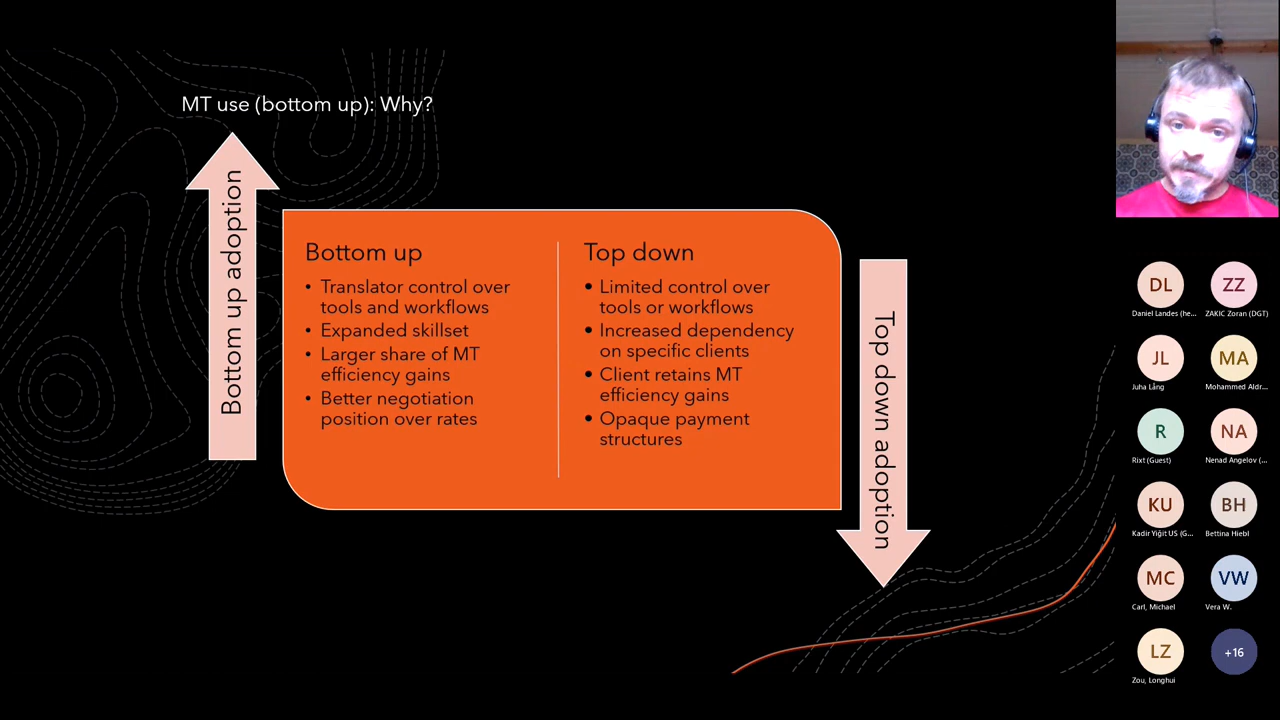 MT use (bottom up): Why?
Bottom up adoption
Bottom up
• Translator control over
tools and workflows
• Expanded skillset
• Larger share of MT
efficiency gains
• Better negotiation
position over rates
Top down
• Limited control over
tools or workflows
• Increased dependency
on specific clients
• Client retains MT
efficiency gains
• Opaque payment
structures
Top down adoption
DL
Daniel Landes (he...
ZZ
ZAKIC Zoran (DGT)
JL
Juha Lång
MA
Mohammed Aldr...
R
Rixt (Guest)
NA
Nenad Angelov (...
KU
Kadir Yiğit US (G...
BH
Bettina Hiebl
MC
Carl, Michael
VW
Vera W.
LZ
Zou, Longhui
+16